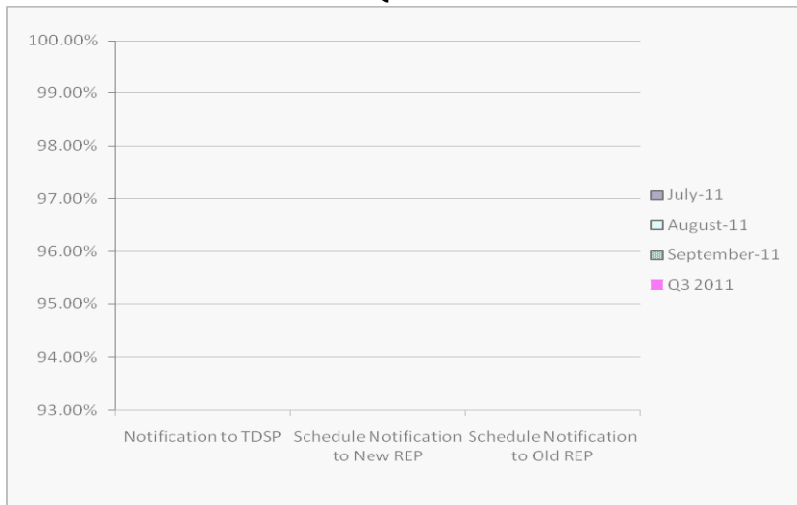 100.00%
99.00%
98.00%
97.00%
96.00%
95.00%
94.00%
93.00%
Notification to TDSP
Schedule Notification
to New REP
Schedule Notification
to Old REP
July-11
August-11
September-11
Q3 2011